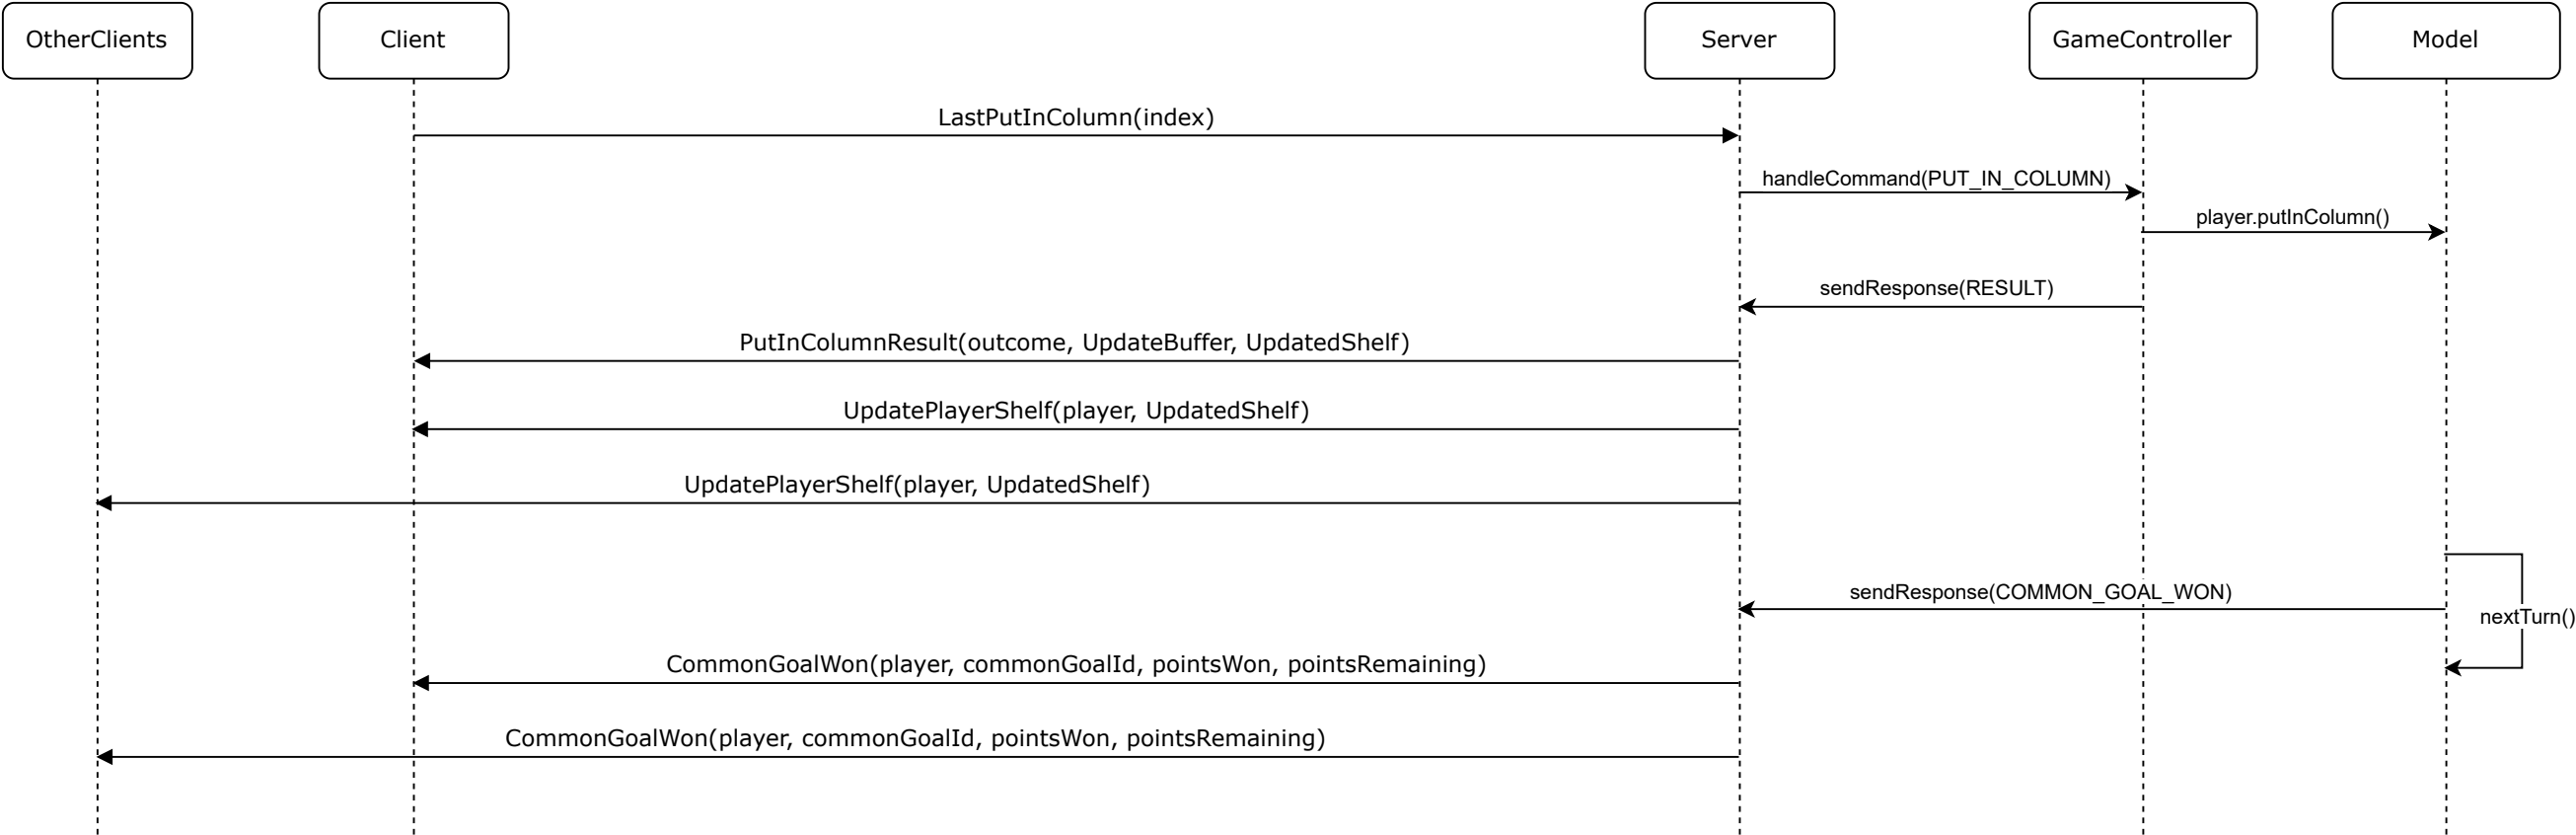 OtherClients
Client
Server
GameController
Model
LastPutInColumn(index)
handleCommand(PUT_IN_COLUMN)
player.putInColumn()
sendResponse(RESULT)
PutInColumnResult(outcome, UpdateBuffer, UpdatedShelf)
UpdatePlayerShelf(player, UpdatedShelf)
UpdatePlayerShelf(player, UpdatedShelf)
sendResponse(COMMON_GOAL_WON)
nextTurn()
CommonGoalWon(player, commonGoalId, pointsWon, pointsRemaining)
CommonGoalWon(player, commonGoalId, pointsWon, pointsRemaining)